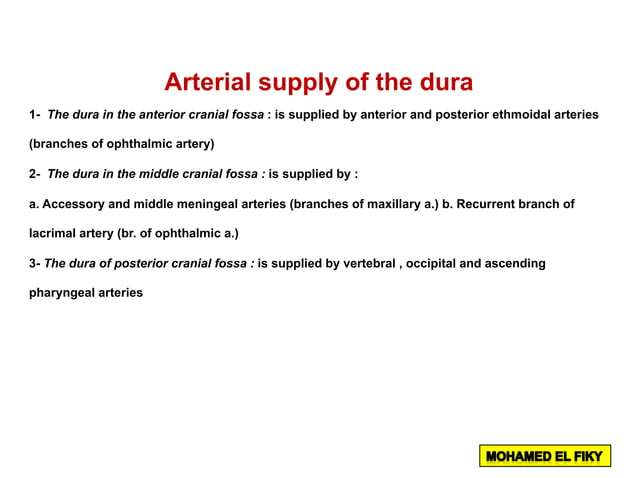 Arterial supply of the dura
1- The dura in the anterior cranial fossa : is supplied by anterior and posterior ethmoidal arteries
(branches of ophthalmic artery)
2- The dura in the middle cranial fossa : is supplied by :
a. Accessory and middle meningeal arteries (branches of maxillary a.) b. Recurrent branch of
lacrimal artery (br. of ophthalmic a.)
3- The dura of posterior cranial fossa : is supplied by vertebral , occipital and ascending
pharyngeal arteries
MOHAMED EL FIKY